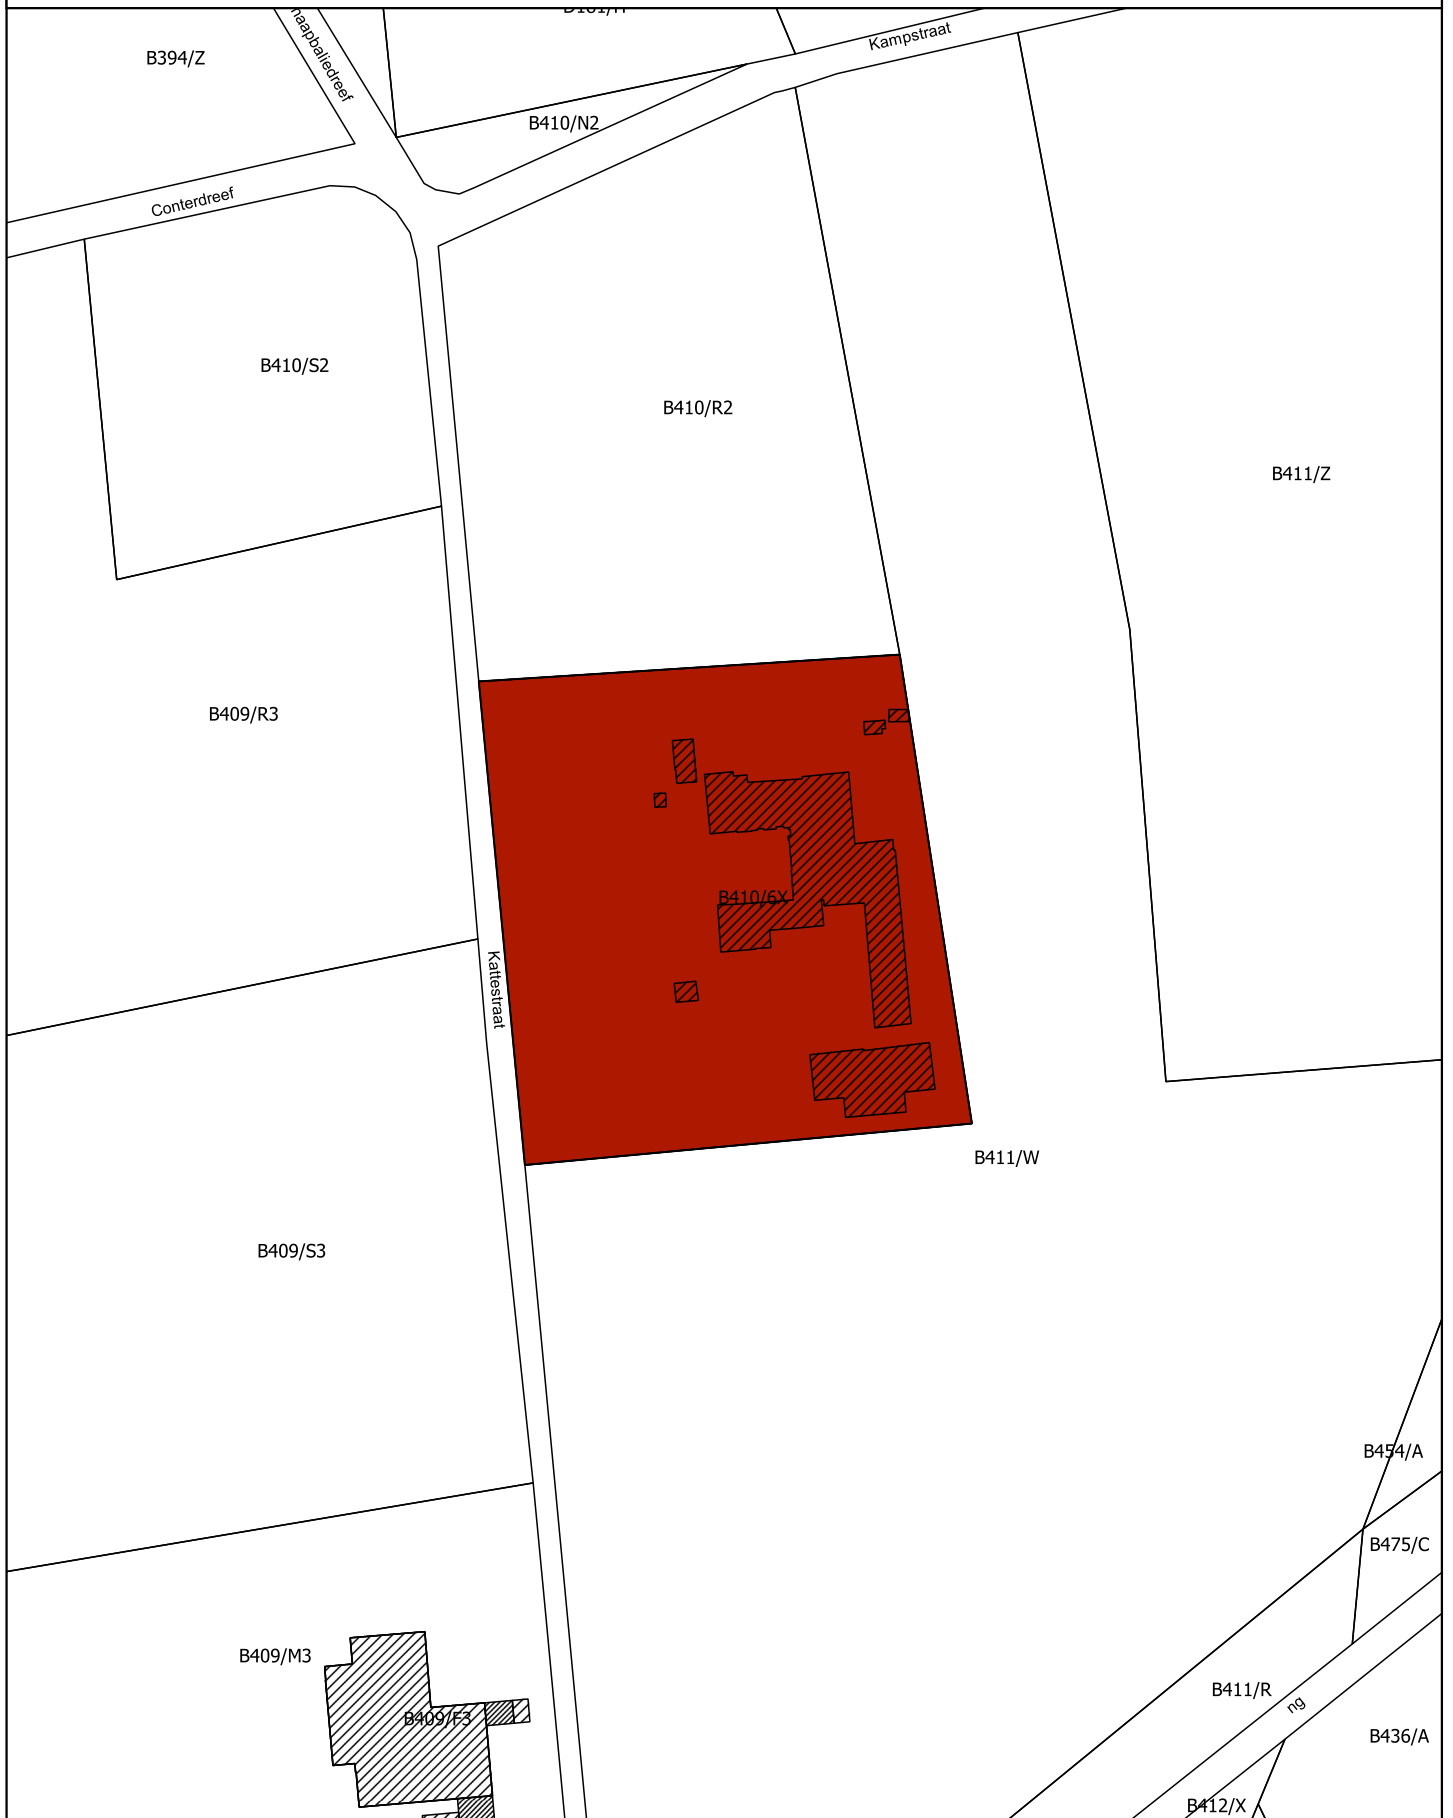 Kampstraat
B394/Z
B410/N2
Conterdreef
B410/S2
B410/R2
B411/Z
B409/R3
B410/6X
Kattestraat
B411/W
B409/S3
B454/A
B475/C
B409/M3
B411/R
ng
B409/F3
B436/A
B412/X